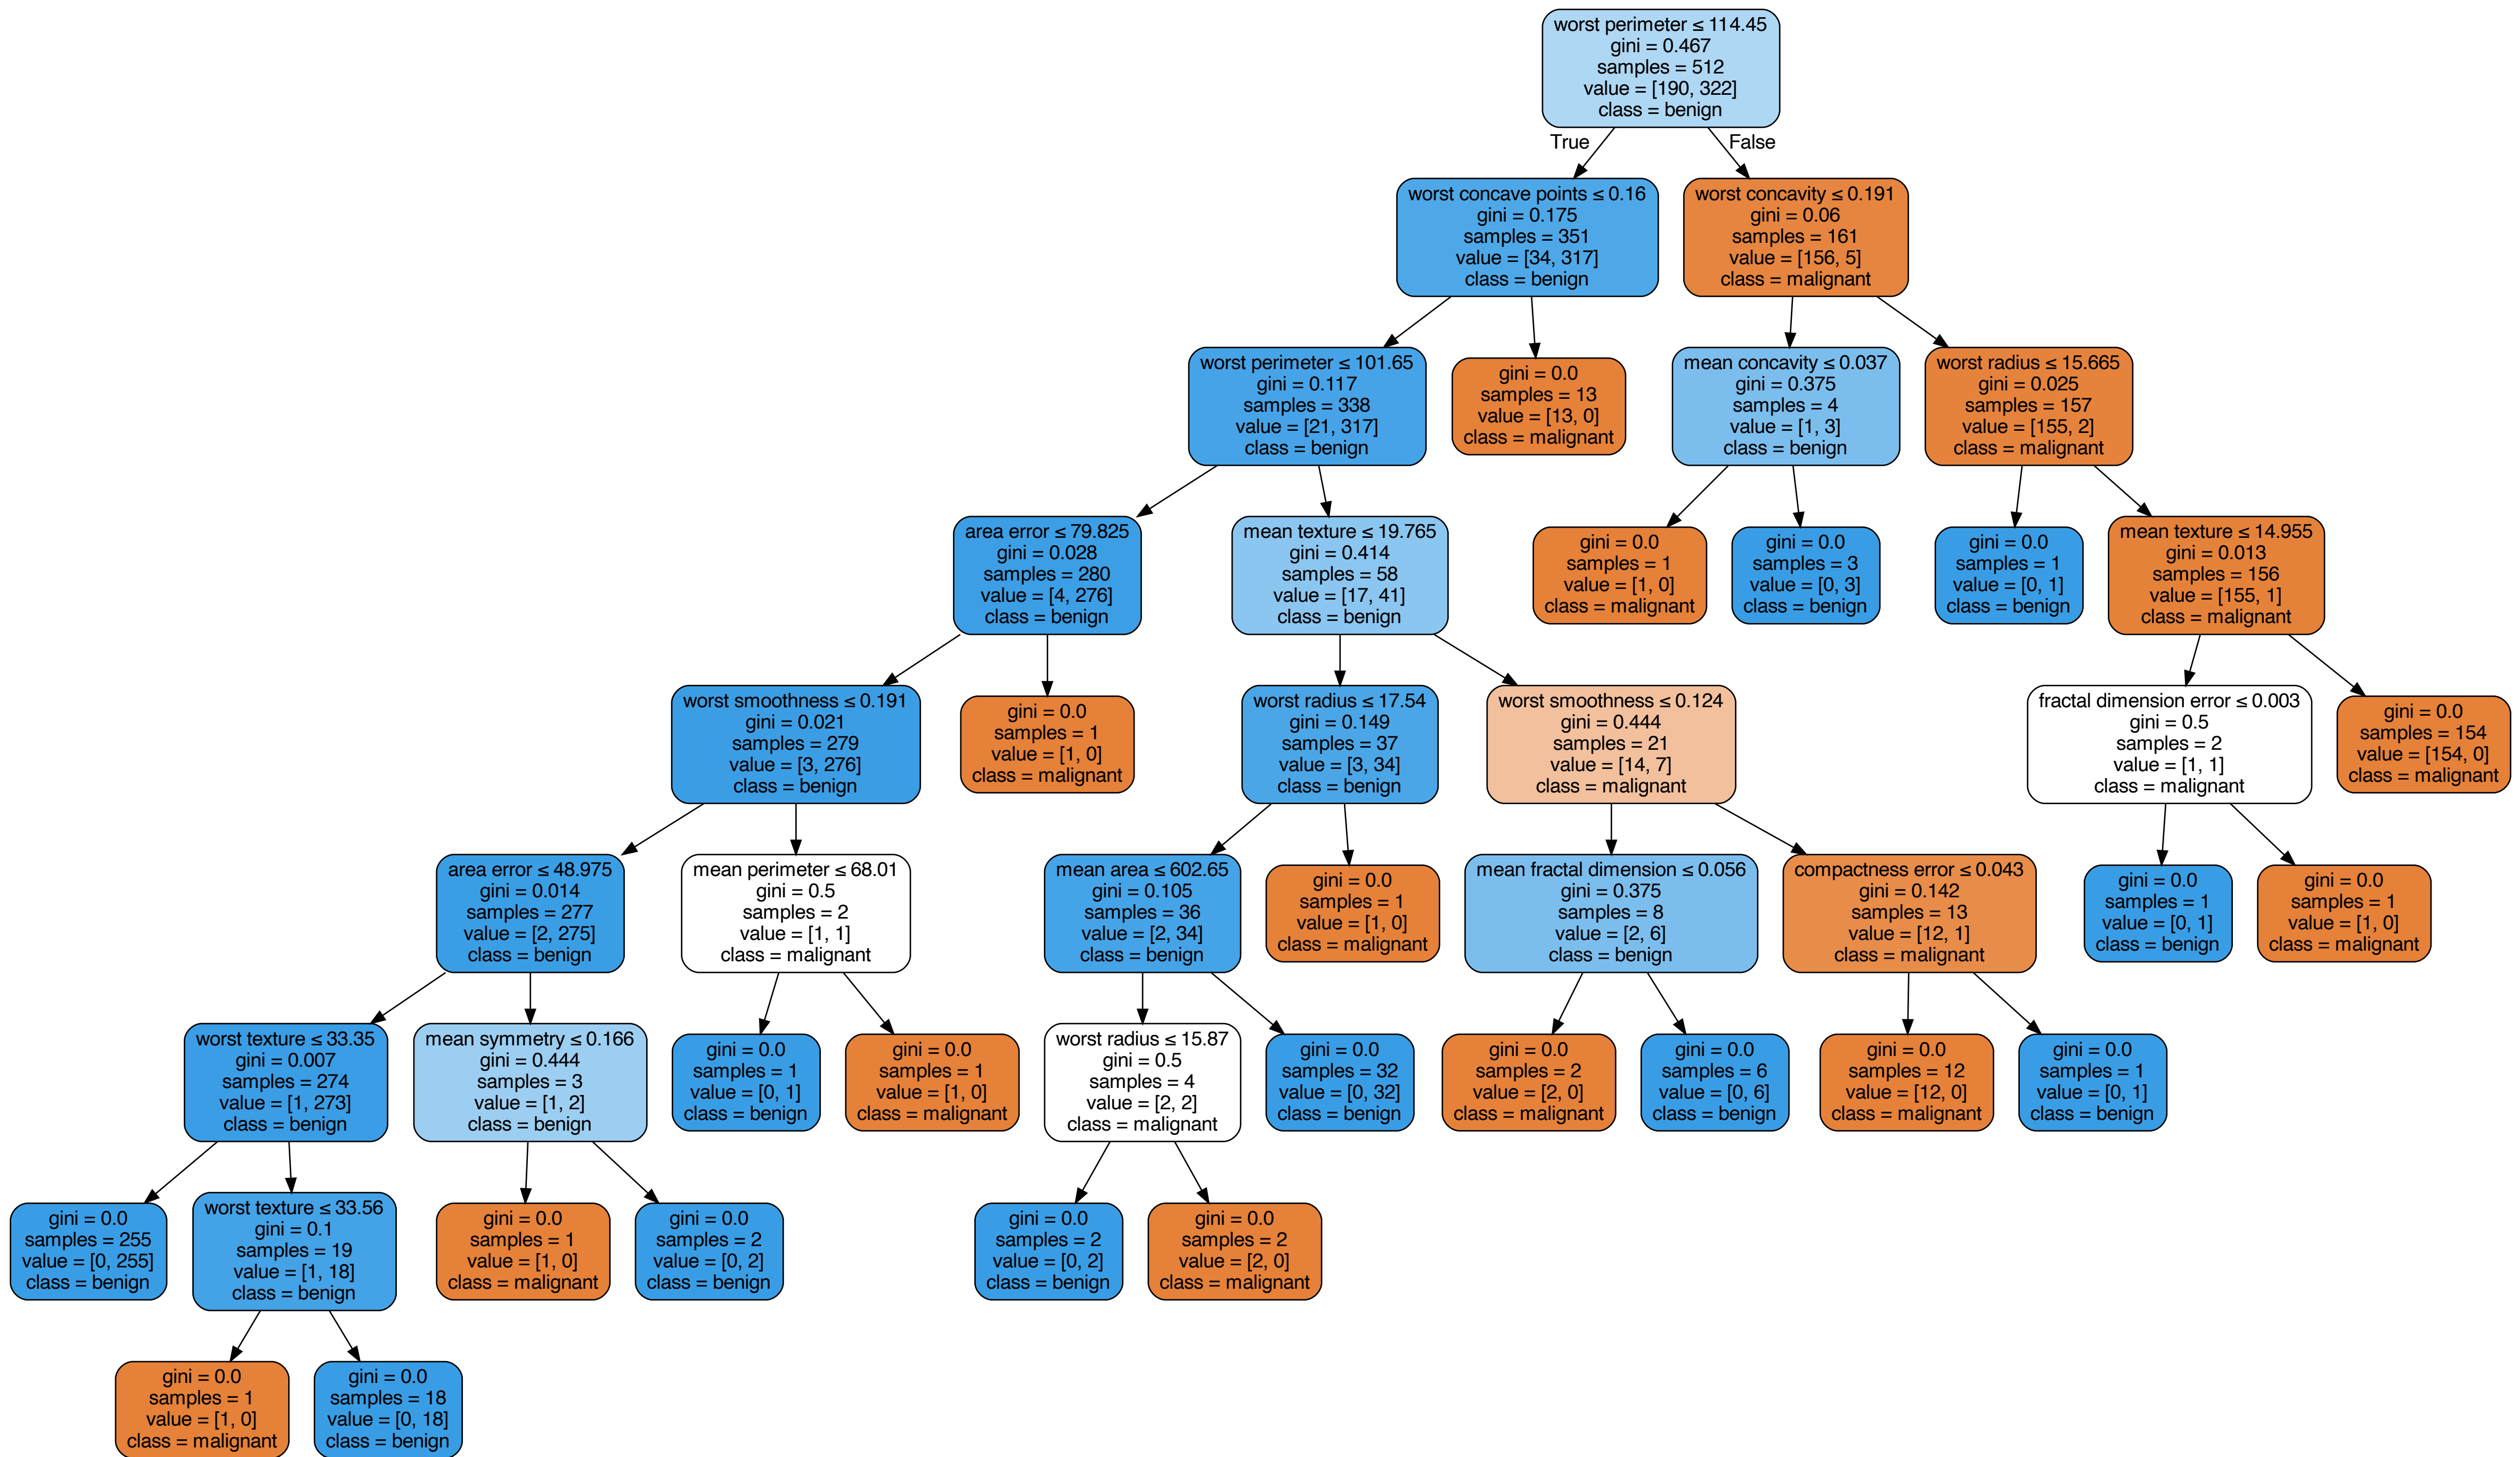 worst perimeter ≤ 114.45
gini = 0.467
samples = 512
value = [190, 322]
class = benign
True
False
worst concave points ≤ 0.16
gini = 0.175
samples = 351
value = [34, 317]
class = benign
worst concavity ≤ 0.191
gini = 0.06
samples = 161
value = [156, 5]
class = malignant
worst perimeter ≤ 101.65
gini = 0.117
samples = 338
value = [21, 317]
class = benign
gini = 0.0
samples = 13
value = [13, 0]
class = malignant
mean concavity ≤ 0.037
gini = 0.375
samples = 4
value = [1, 3]
class = benign
worst radius ≤ 15.665
gini = 0.025
samples = 157
value = [155, 2]
class = malignant
area error ≤ 79.825
gini = 0.028
samples = 280
value = [4, 276]
class = benign
mean texture ≤ 19.765
gini = 0.414
samples = 58
value = [17, 41]
class = benign
gini = 0.0
samples = 1
value = [1, 0]
class = malignant
gini = 0.0
samples = 3
value = [0, 3]
class = benign
gini = 0.0
samples = 1
value = [0, 1]
class = benign
mean texture ≤ 14.955
gini = 0.013
samples = 156
value = [155, 1]
class = malignant
worst smoothness ≤ 0.191
gini = 0.021
samples = 279
value = [3, 276]
class = benign
gini = 0.0
samples = 1
value = [1, 0]
class = malignant
worst radius ≤ 17.54
gini = 0.149
samples = 37
value = [3, 34]
class = benign
worst smoothness ≤ 0.124
gini = 0.444
samples = 21
value = [14, 7]
class = malignant
fractal dimension error ≤ 0.003
gini = 0.5
samples = 2
value = [1, 1]
class = malignant
gini = 0.0
samples = 154
value = [154, 0]
class = malignant
area error ≤ 48.975
gini = 0.014
samples = 277
value = [2, 275]
class = benign
mean perimeter ≤ 68.01
gini = 0.5
samples = 2
value = [1, 1]
class = malignant
mean area ≤ 602.65
gini = 0.105
samples = 36
value = [2, 34]
class = benign
gini = 0.0
samples = 1
value = [1, 0]
class = malignant
mean fractal dimension ≤ 0.056
gini = 0.375
samples = 8
value = [2, 6]
class = benign
compactness error ≤ 0.043
gini = 0.142
samples = 13
value = [12, 1]
class = malignant
gini = 0.0
samples = 1
value = [0, 1]
class = benign
gini = 0.0
samples = 1
value = [1, 0]
class = malignant
worst texture ≤ 33.35
gini = 0.007
samples = 274
value = [1, 273]
class = benign
mean symmetry ≤ 0.166
gini = 0.444
samples = 3
value = [1, 2]
class = benign
gini = 0.0
samples = 1
value = [0, 1]
class = benign
gini = 0.0
samples = 1
value = [1, 0]
class = malignant
worst radius ≤ 15.87
gini = 0.5
samples = 4
value = [2, 2]
class = malignant
gini = 0.0
samples = 32
value = [0, 32]
class = benign
gini = 0.0
samples = 2
value = [2, 0]
class = malignant
gini = 0.0
samples = 6
value = [0, 6]
class = benign
gini = 0.0
samples = 12
value = [12, 0]
class = malignant
gini = 0.0
samples = 1
value = [0, 1]
class = benign
gini = 0.0
samples = 255
value = [0, 255]
class = benign
worst texture ≤ 33.56
gini = 0.1
samples = 19
value = [1, 18]
class = benign
gini = 0.0
samples = 1
value = [1, 0]
class = malignant
gini = 0.0
samples = 2
value = [0, 2]
class = benign
gini = 0.0
samples = 2
value = [0, 2]
class = benign
gini = 0.0
samples = 2
value = [2, 0]
class = malignant
gini = 0.0
samples = 1
value = [1, 0]
class = malignant
gini = 0.0
samples = 18
value = [0, 18]
class = benign